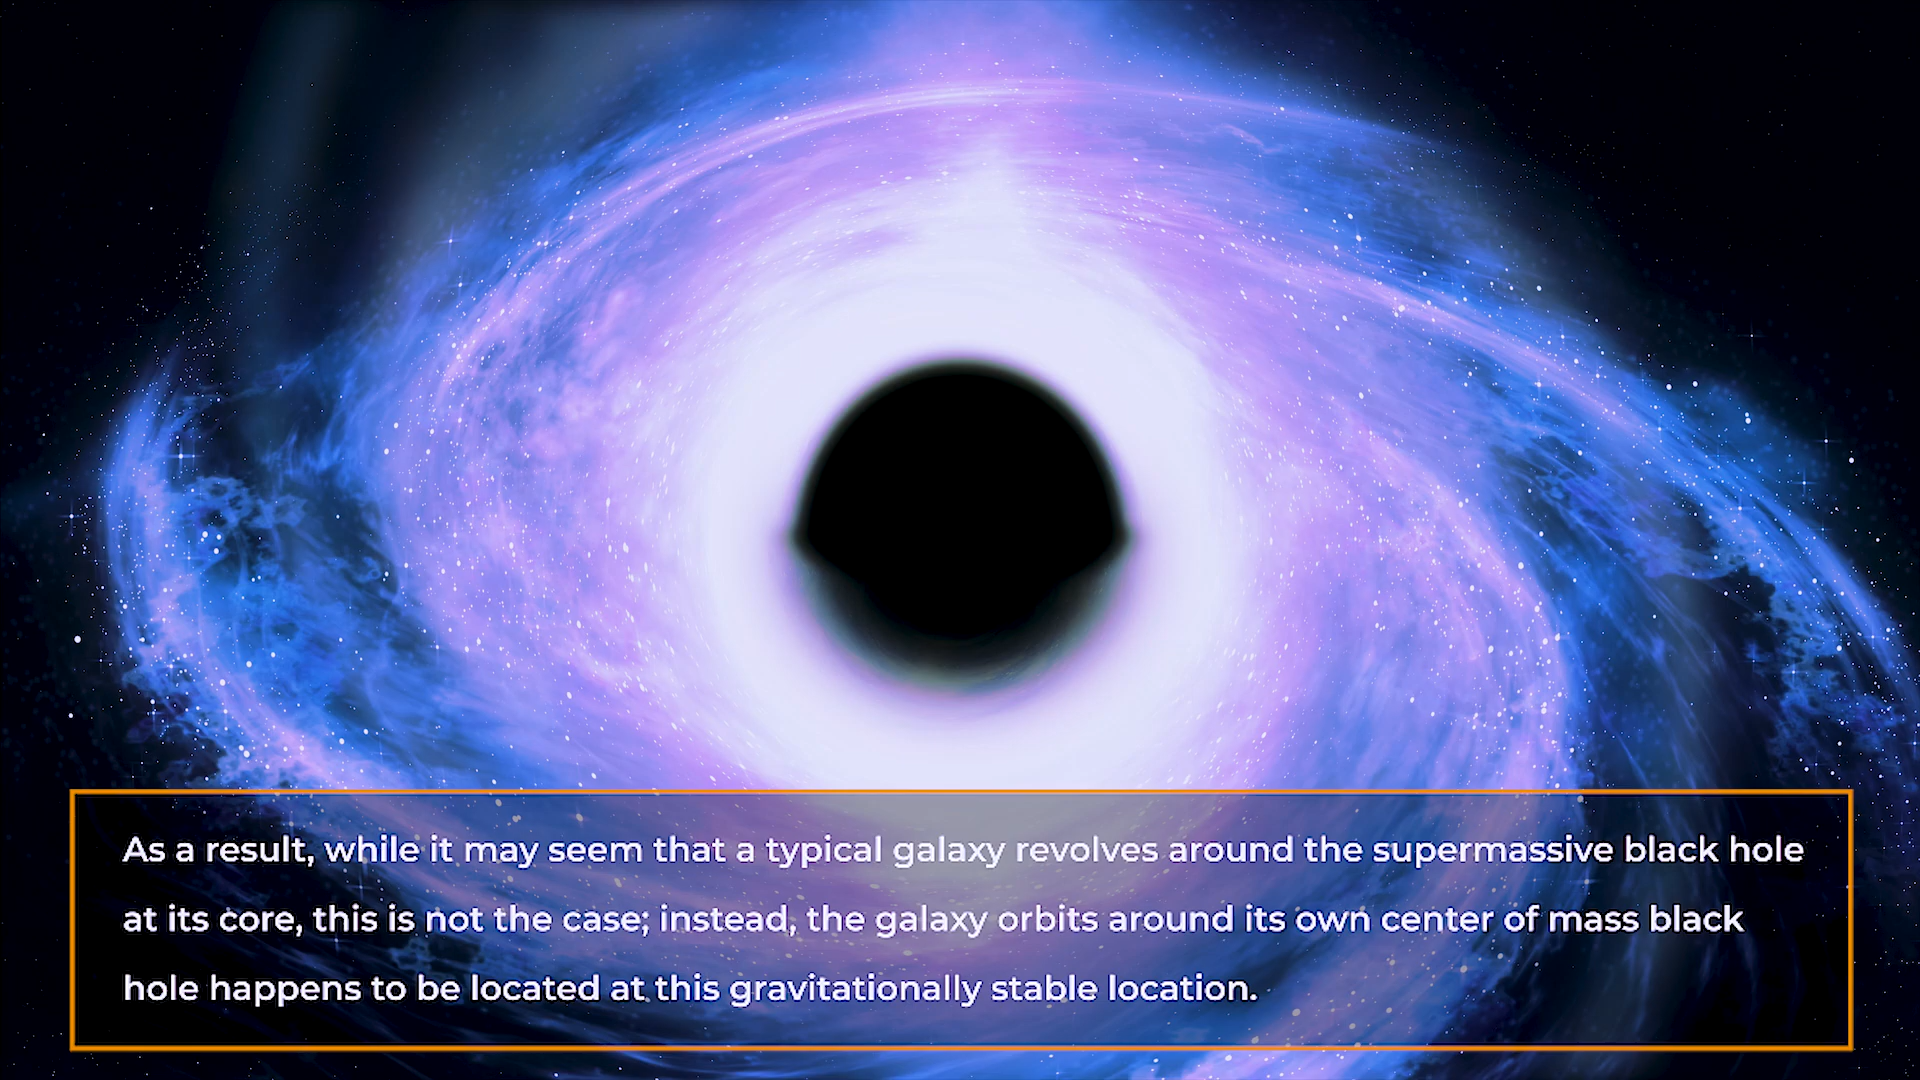 As a result, while it may seem that a typical galaxy revolves around the supermassive black hole
at its core, this is not the case; instead, the galaxy orbits around its own center of mass black
hole happens to be located at this gravitationally stable location.